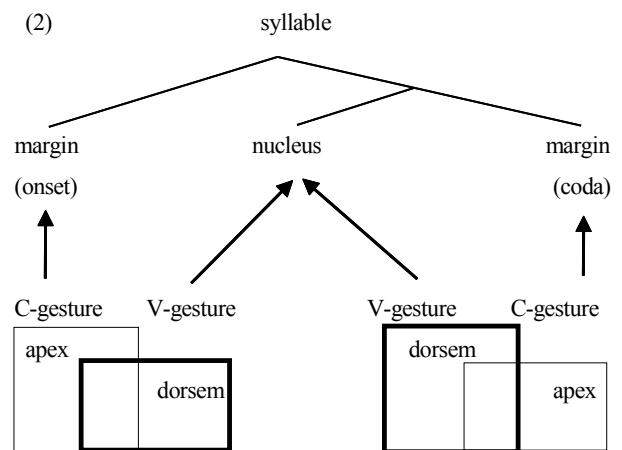 (2) syllable
margin nucleus margin
(onset) (coda)
C-gesture V-gesture V-gesture C-gesture
apex dorsem
dorsem apex